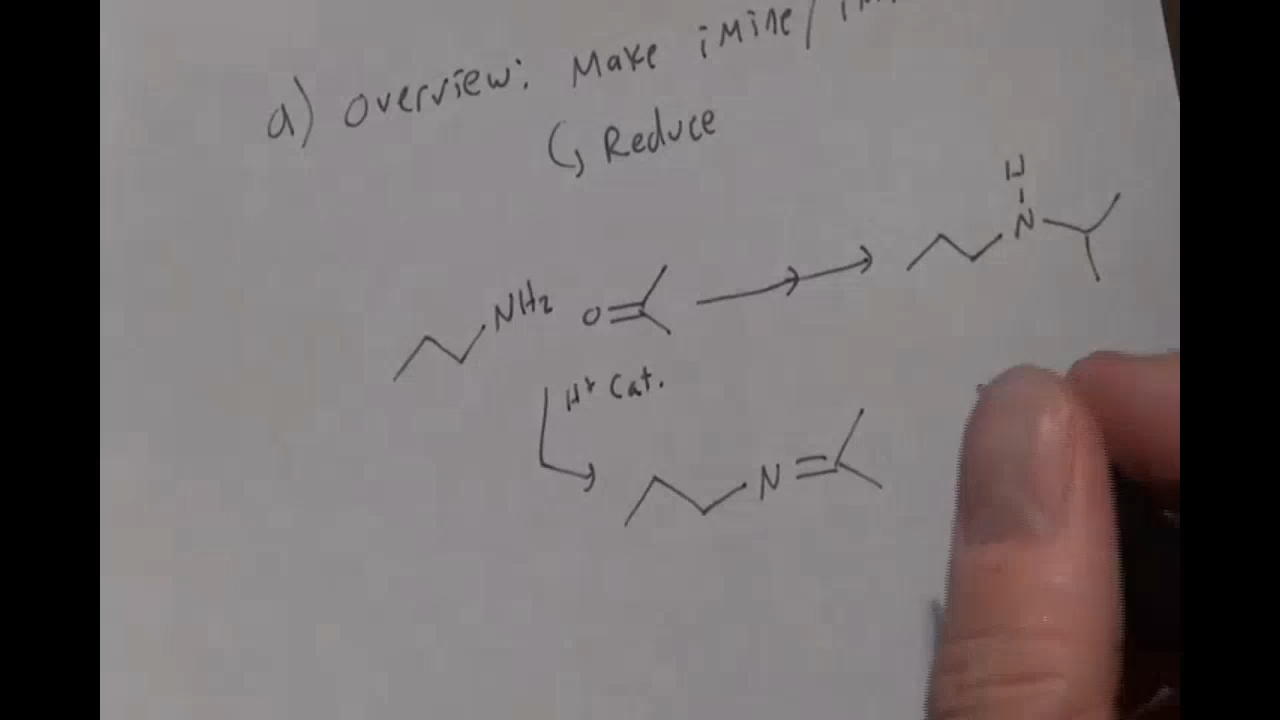 a) overview: Make iMine/
↳ Reduce
H
N
NH₂ O
H⁺ Cat.
N